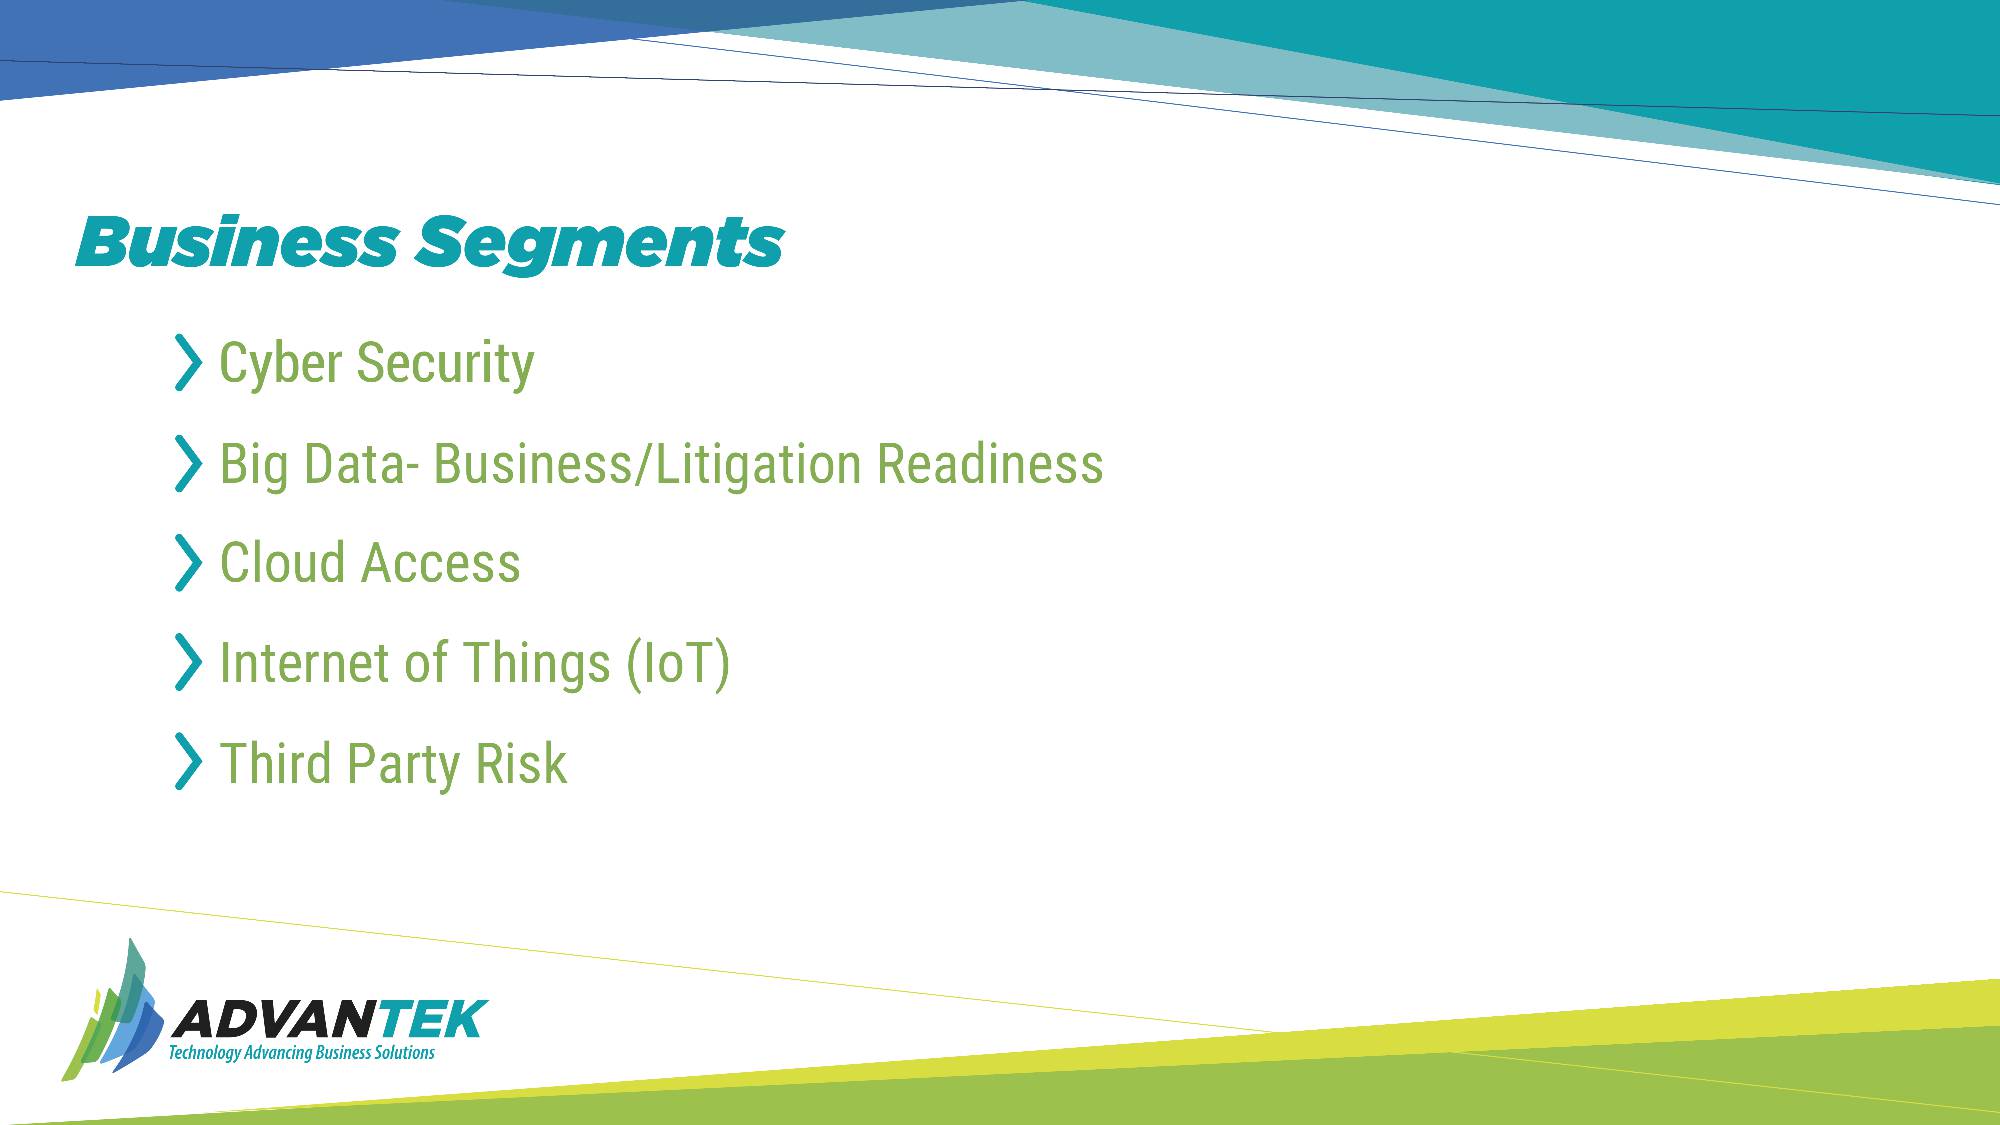 Business Segments
Cyber Security
Big Data- Business/Litigation Readiness
Cloud Access
Internet of Things (IoT)
Third Party Risk
ADVANTEK
Technology Advancing Business Solutions